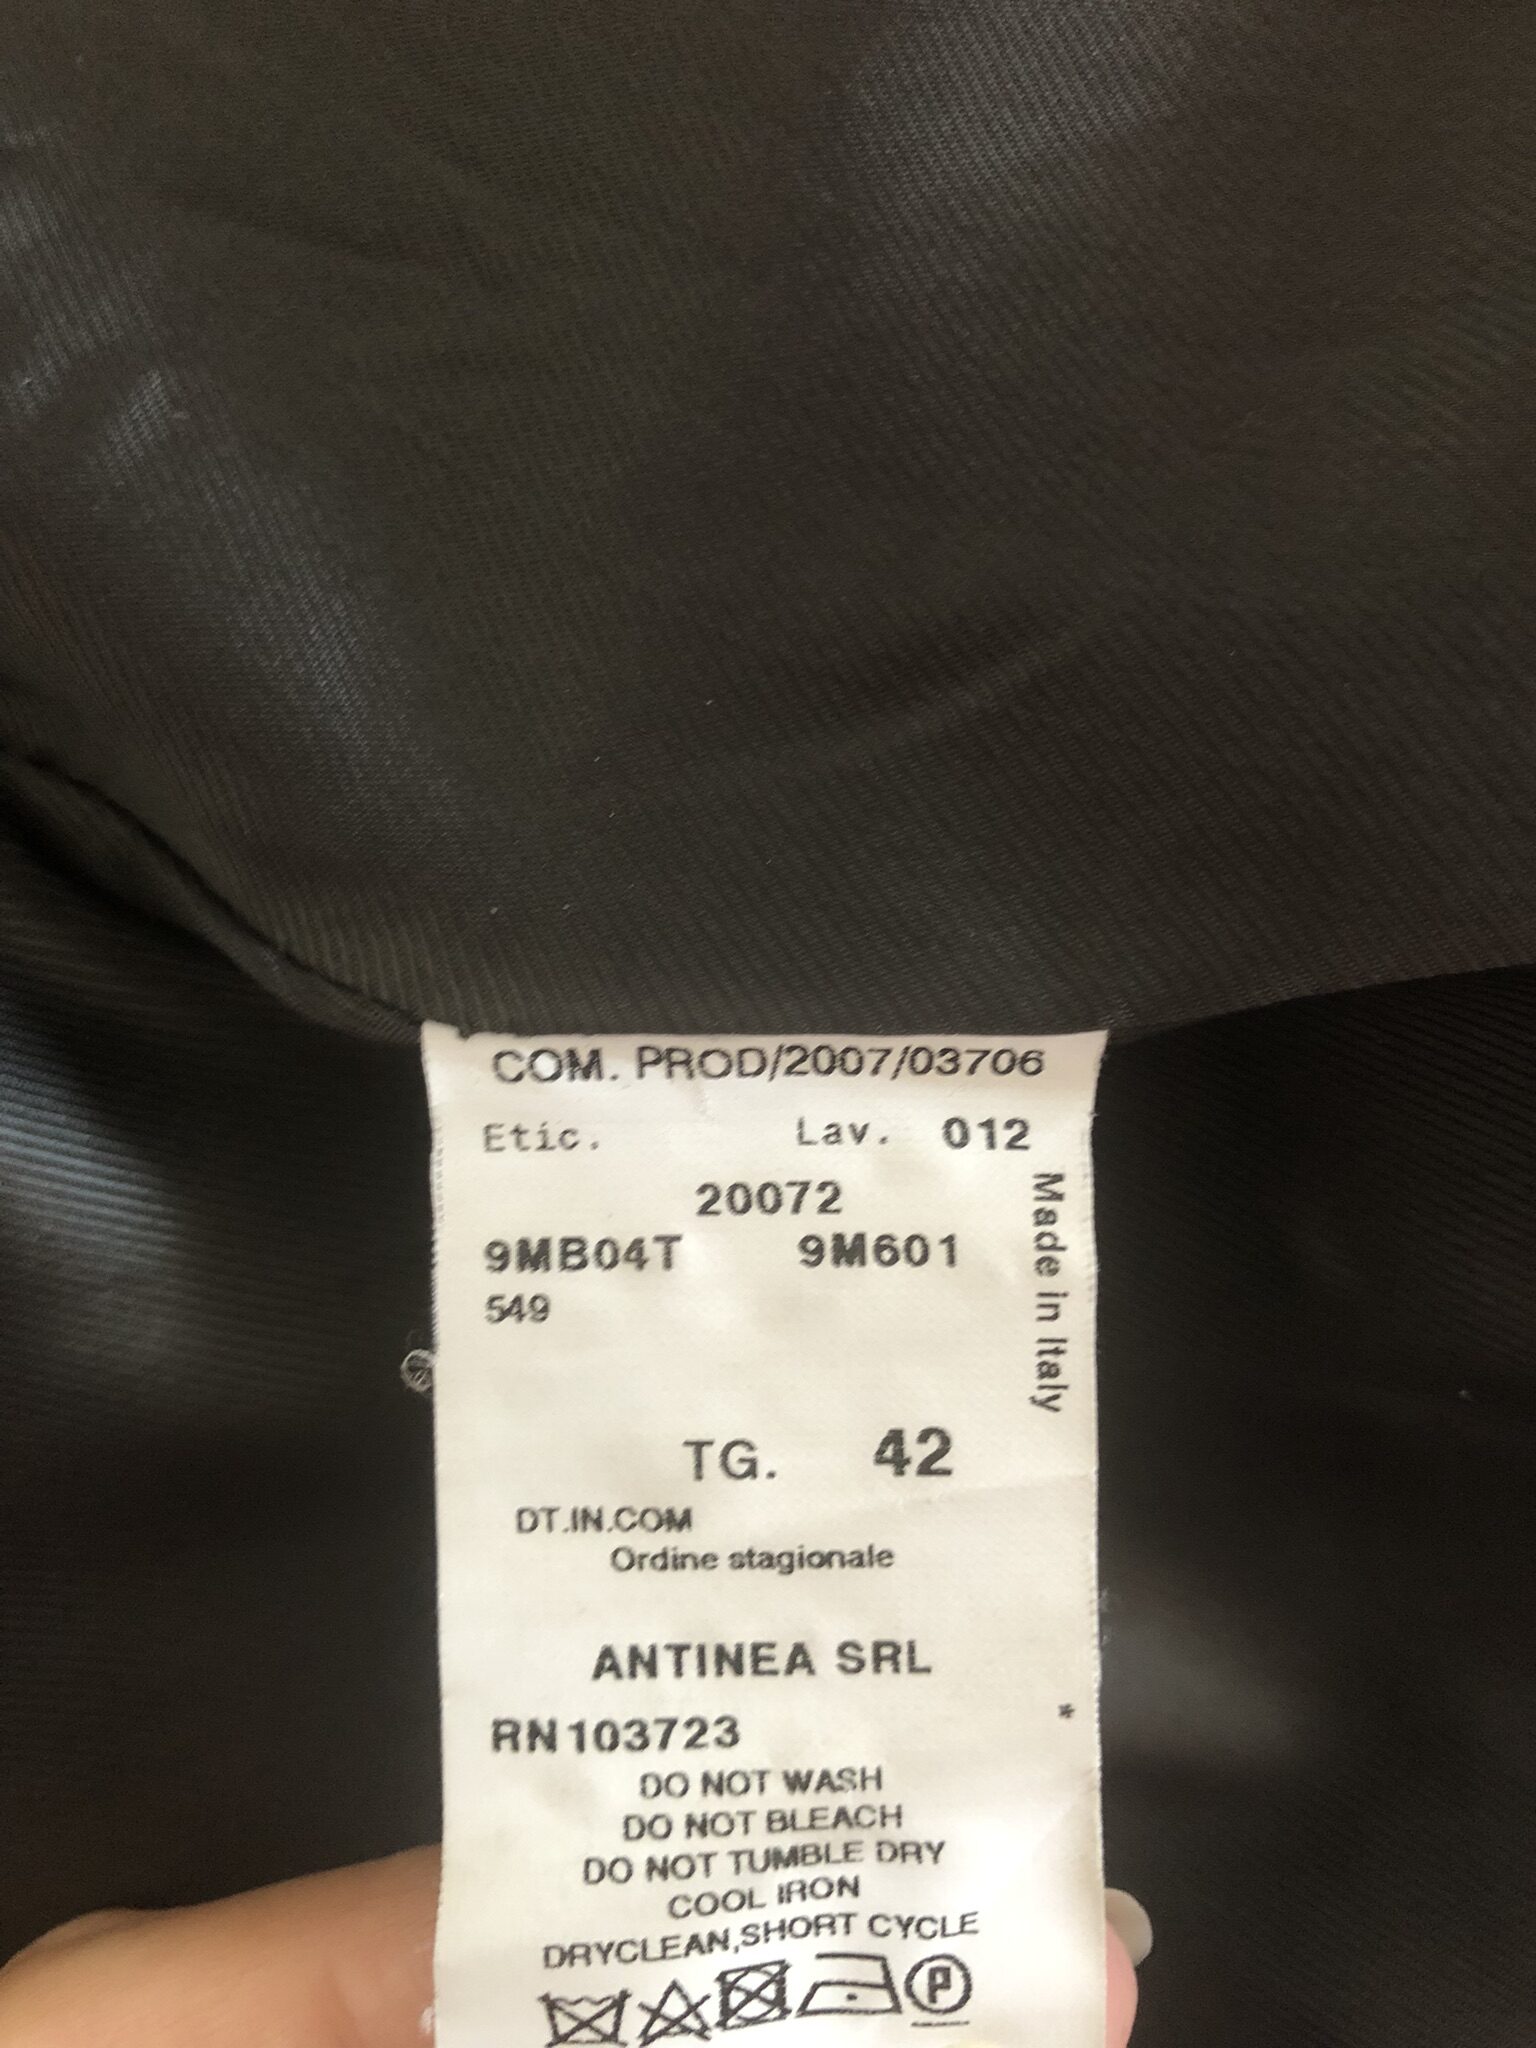 COM. PROD/2007/03706
Etic. Lav. 012
20072
9MB04T 9M601
549
Made in Italy
TG. 42
DT.IN.COM
Ordine stagionale
ANTINEA SRL
*
RN103723
DO NOT WASH
DO NOT BLEACH
DO NOT TUMBLE DRY
COOL IRON
DRYCLEAN,SHORT CYCLE
P